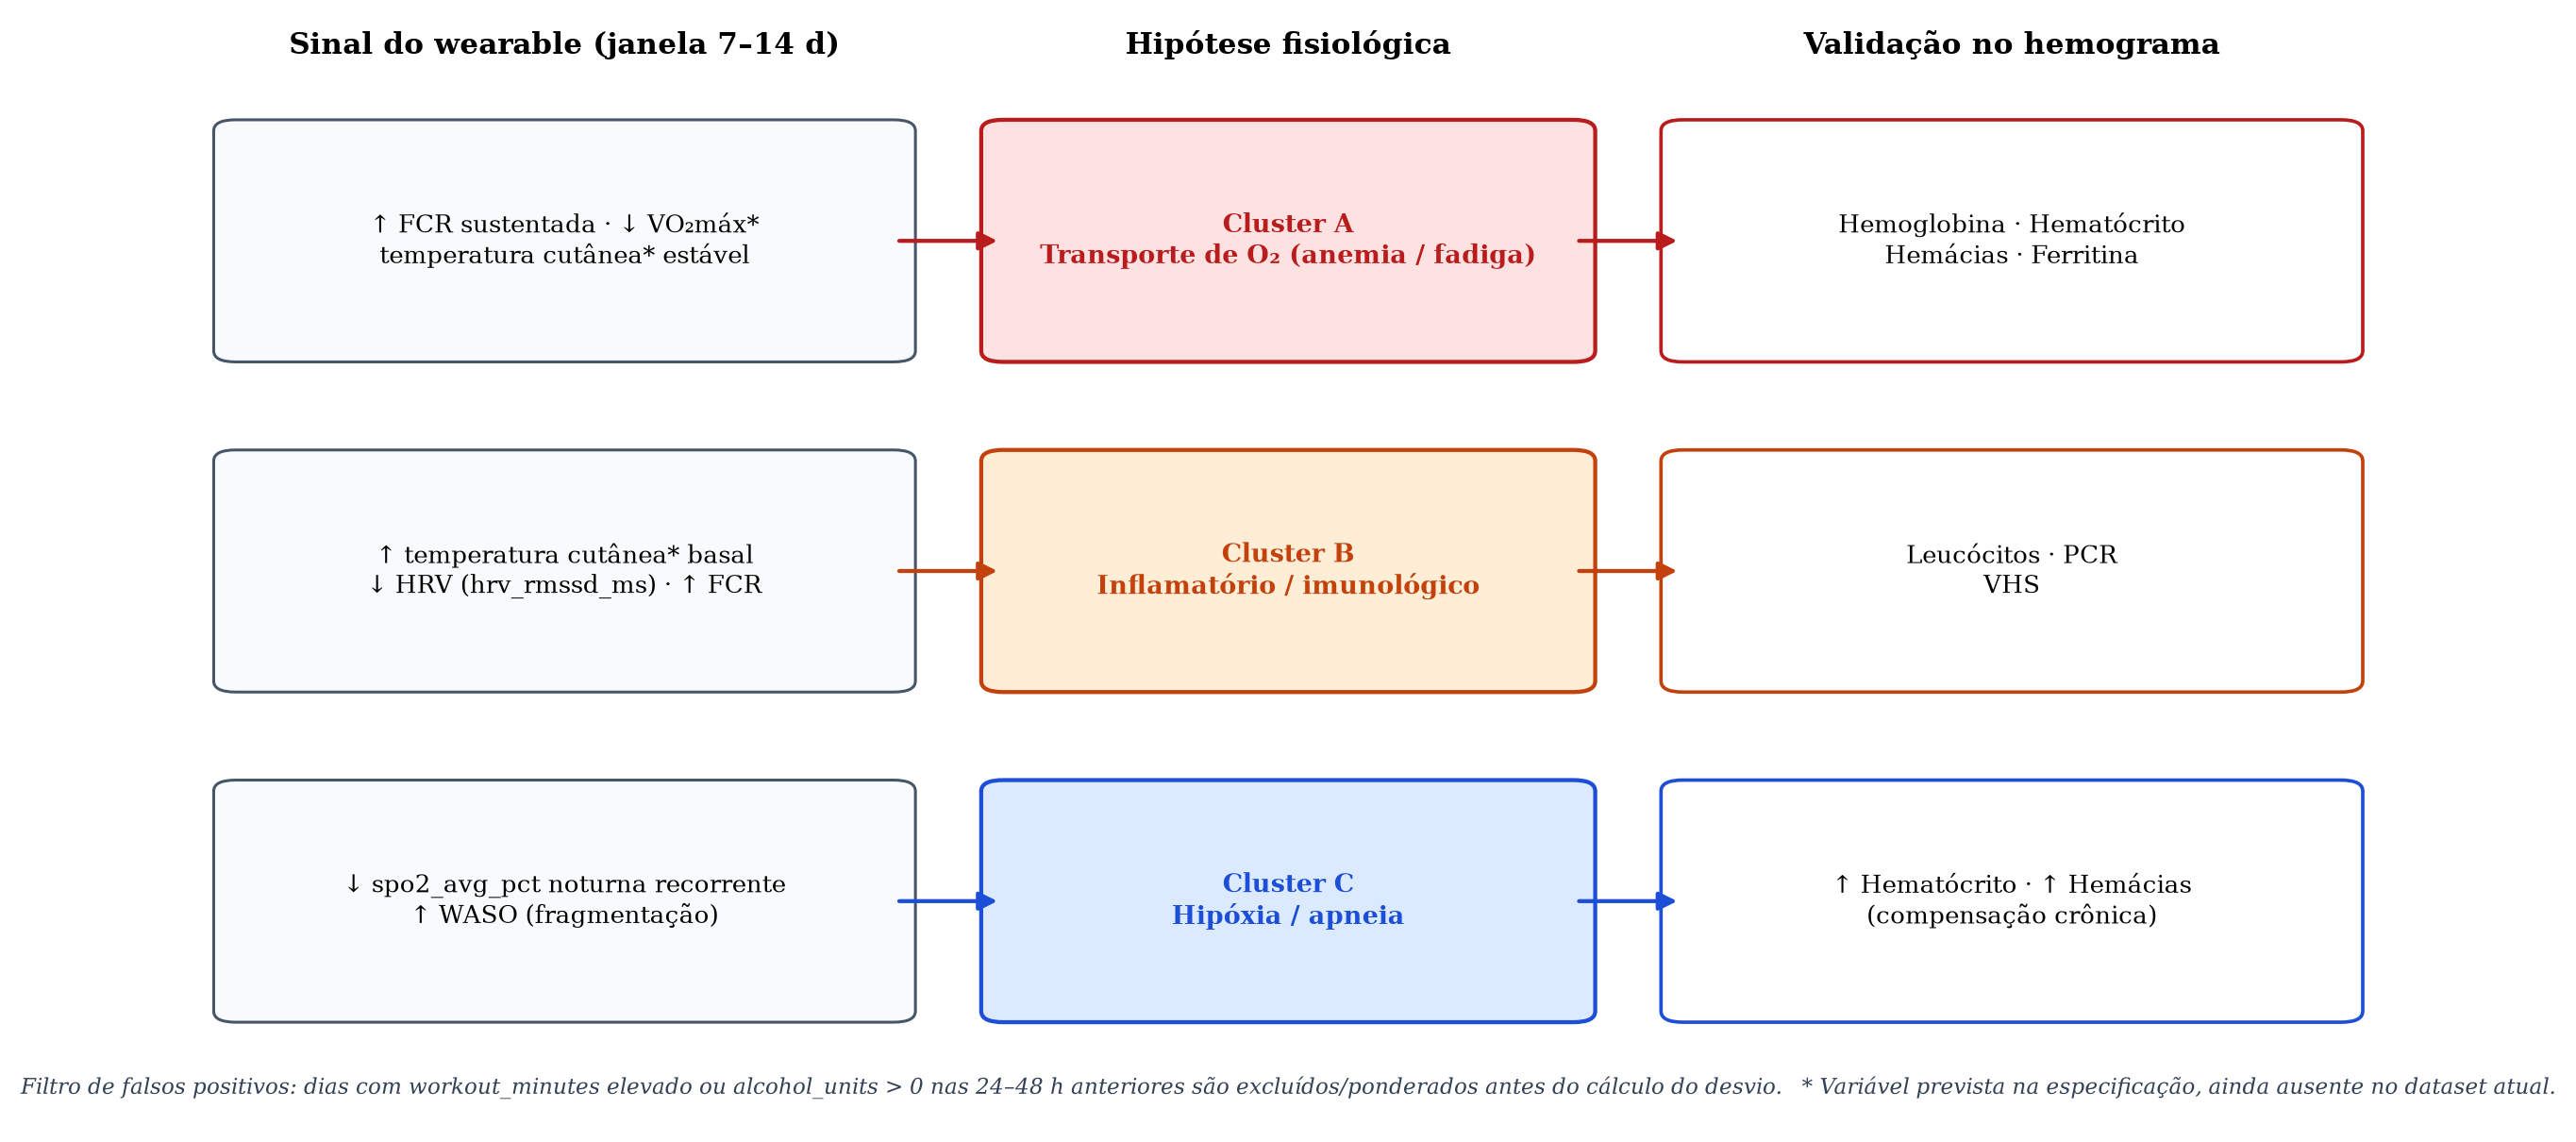 Sinal do wearable (janela 7–14 d)
Hipótese fisiológica
Validação no hemograma
↑ FCR sustentada · ↓ VO₂máx*
temperatura cutânea* estável
Cluster A
Transporte de O₂ (anemia / fadiga)
Hemoglobina · Hematócrito
Hemácias · Ferritina
↑ temperatura cutânea* basal
↓ HRV (hrv_rmssd_ms) · ↑ FCR
Cluster B
Inflamatório / imunológico
Leucócitos · PCR
VHS
↓ spo2_avg_pct noturna recorrente
↑ WASO (fragmentação)
Cluster C
Hipóxia / apneia
↑ Hematócrito · ↑ Hemácias
(compensação crônica)
Filtro de falsos positivos: dias com workout_minutes elevado ou alcohol_units > 0 nas 24–48 h anteriores são excluídos/ponderados antes do cálculo do desvio.   * Variável prevista na especificação, ainda ausente no dataset atual.